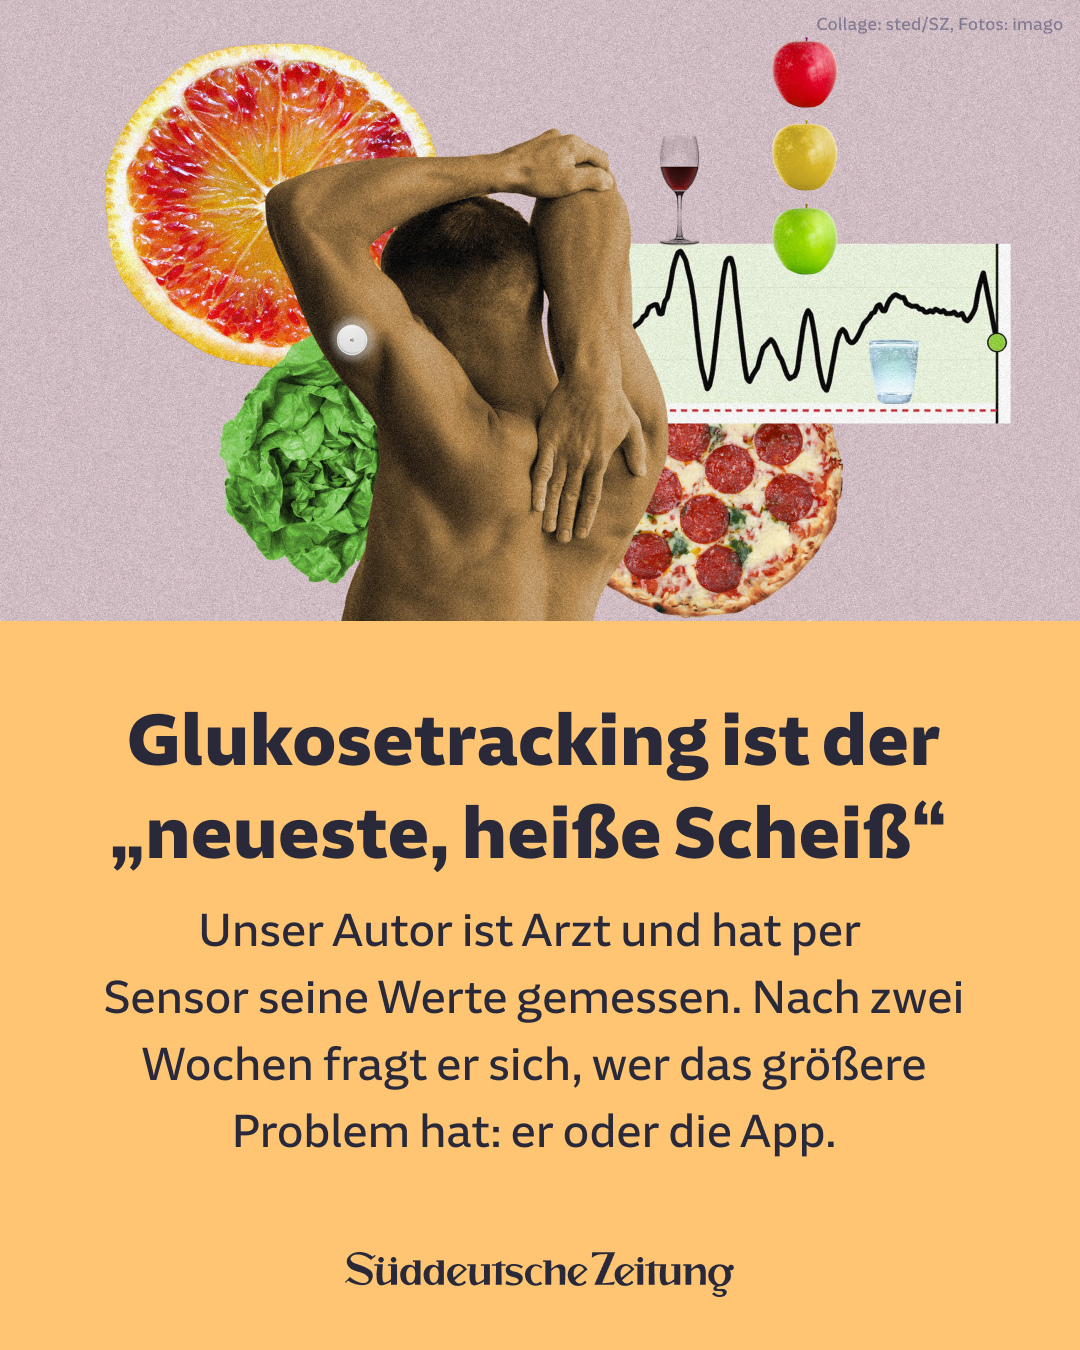 Collage: sted/SZ, Fotos: imago
Glukosetracking ist der
„neueste, heiße Scheiß“
Unser Autor ist Arzt und hat per
Sensor seine Werte gemessen. Nach zwei
Wochen fragt er sich, wer das größere
Problem hat: er oder die App.
Süddeutsche Zeitung